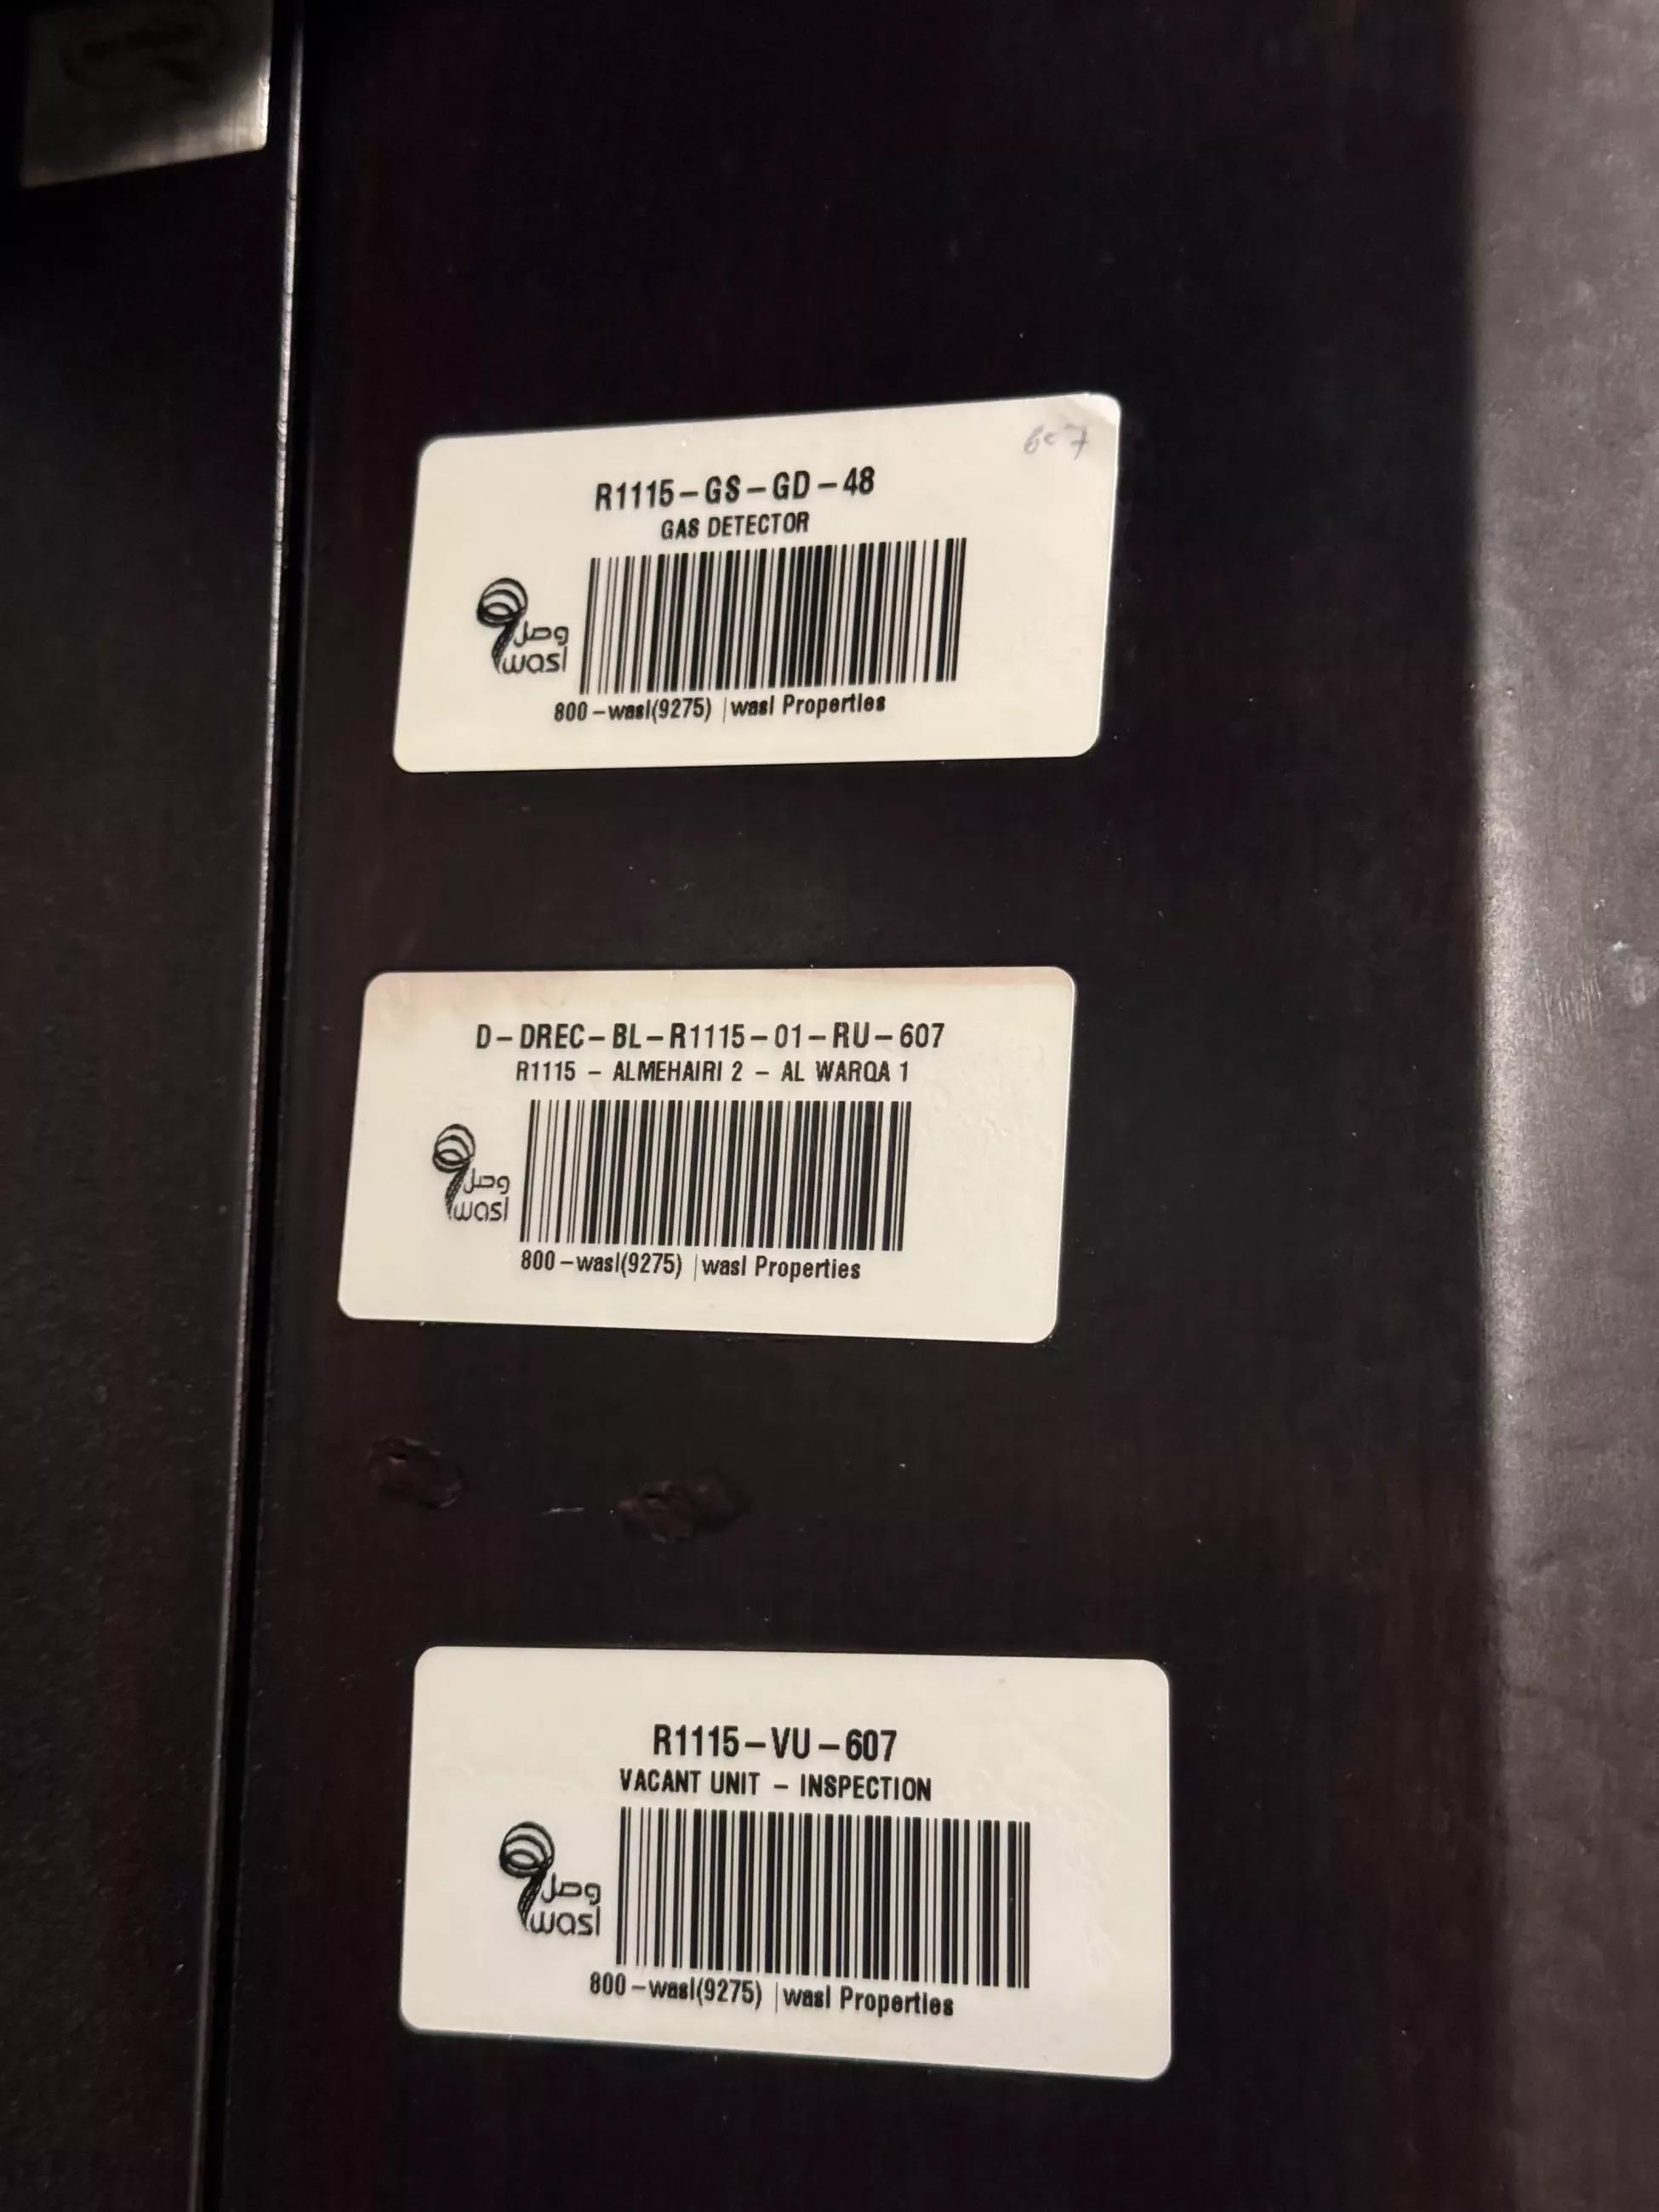 607
R1115-GS-GD-48
GAS DETECTOR
وصل
wasl
800-wasl(9275) | wasl Properties
D-DREC-BL-R1115-01-RU-607
R1115 - ALMEHAIRI 2 - AL WARQA 1
وصل
wasl
800-wasl(9275) | wasl Properties
R1115-VU-607
VACANT UNIT - INSPECTION
وصل
wasl
800-wasl(9275) | wasl Properties